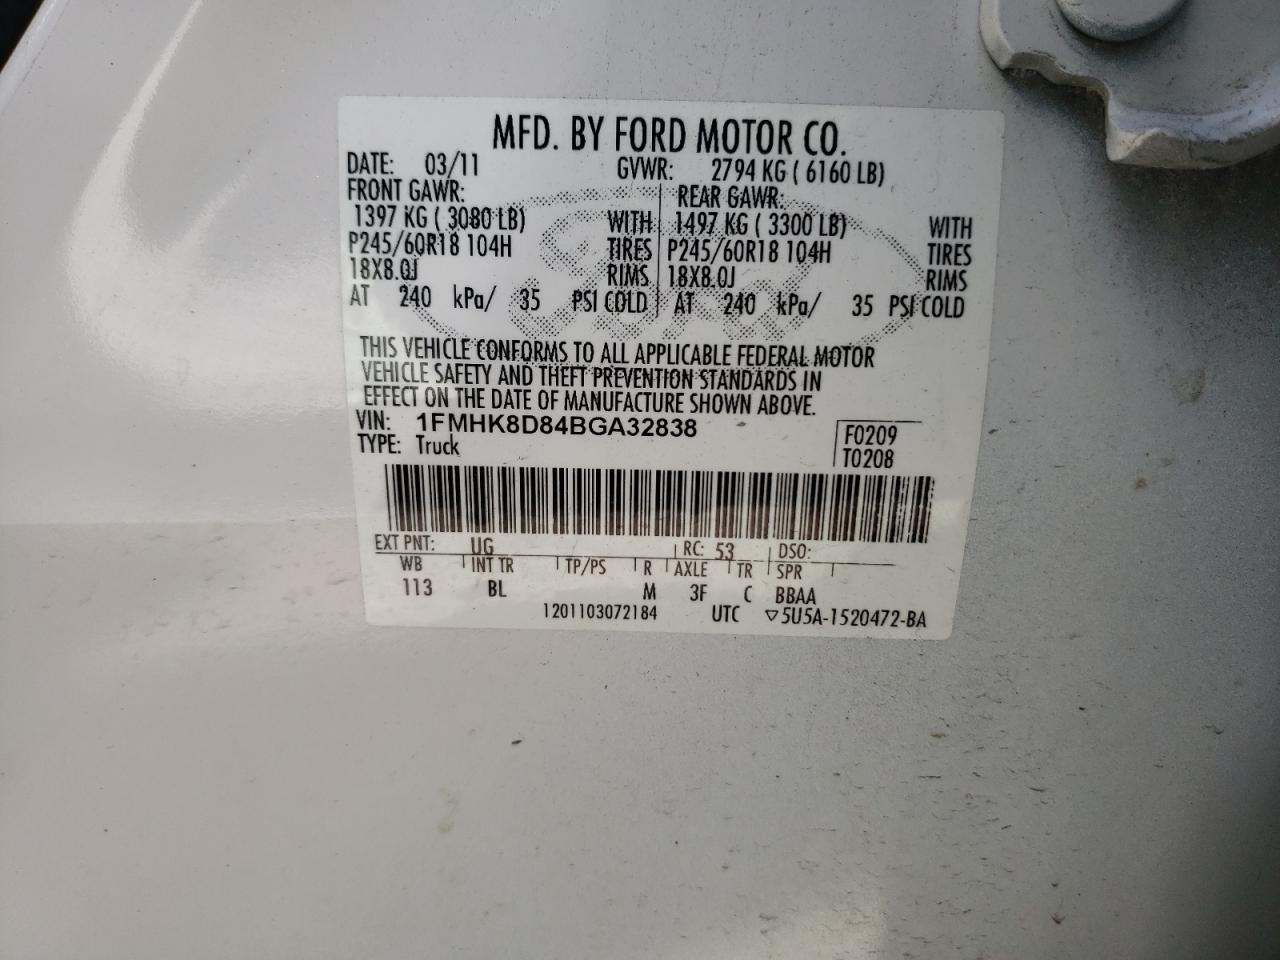 MFD. BY FORD MOTOR CO.
DATE: 03/11 GVWR: 2794 KG ( 6160 LB)
FRONT GAWR: REAR GAWR:
1397 KG ( 3080 LB) WITH 1497 KG ( 3300 LB) WITH
P245/60R18 104H TIRES P245/60R18 104H TIRES
18X8.0J RIMS 18X8.0J RIMS
AT 240 kPa/ 35 PSI COLD AT 240 kPa/ 35 PSI COLD
THIS VEHICLE CONFORMS TO ALL APPLICABLE FEDERAL MOTOR
VEHICLE SAFETY AND THEFT PREVENTION STANDARDS IN
EFFECT ON THE DATE OF MANUFACTURE SHOWN ABOVE.
VIN: 1FMHK8D84BGA32838 F0209
TYPE: Truck T0208
EXT PNT: UG RC: 53 DSO:
WB INT TR TP/PS R AXLE TR SPR
113 BL M 3F C BBAA
1201103072184 UTC ▽5U5A-1520472-BA